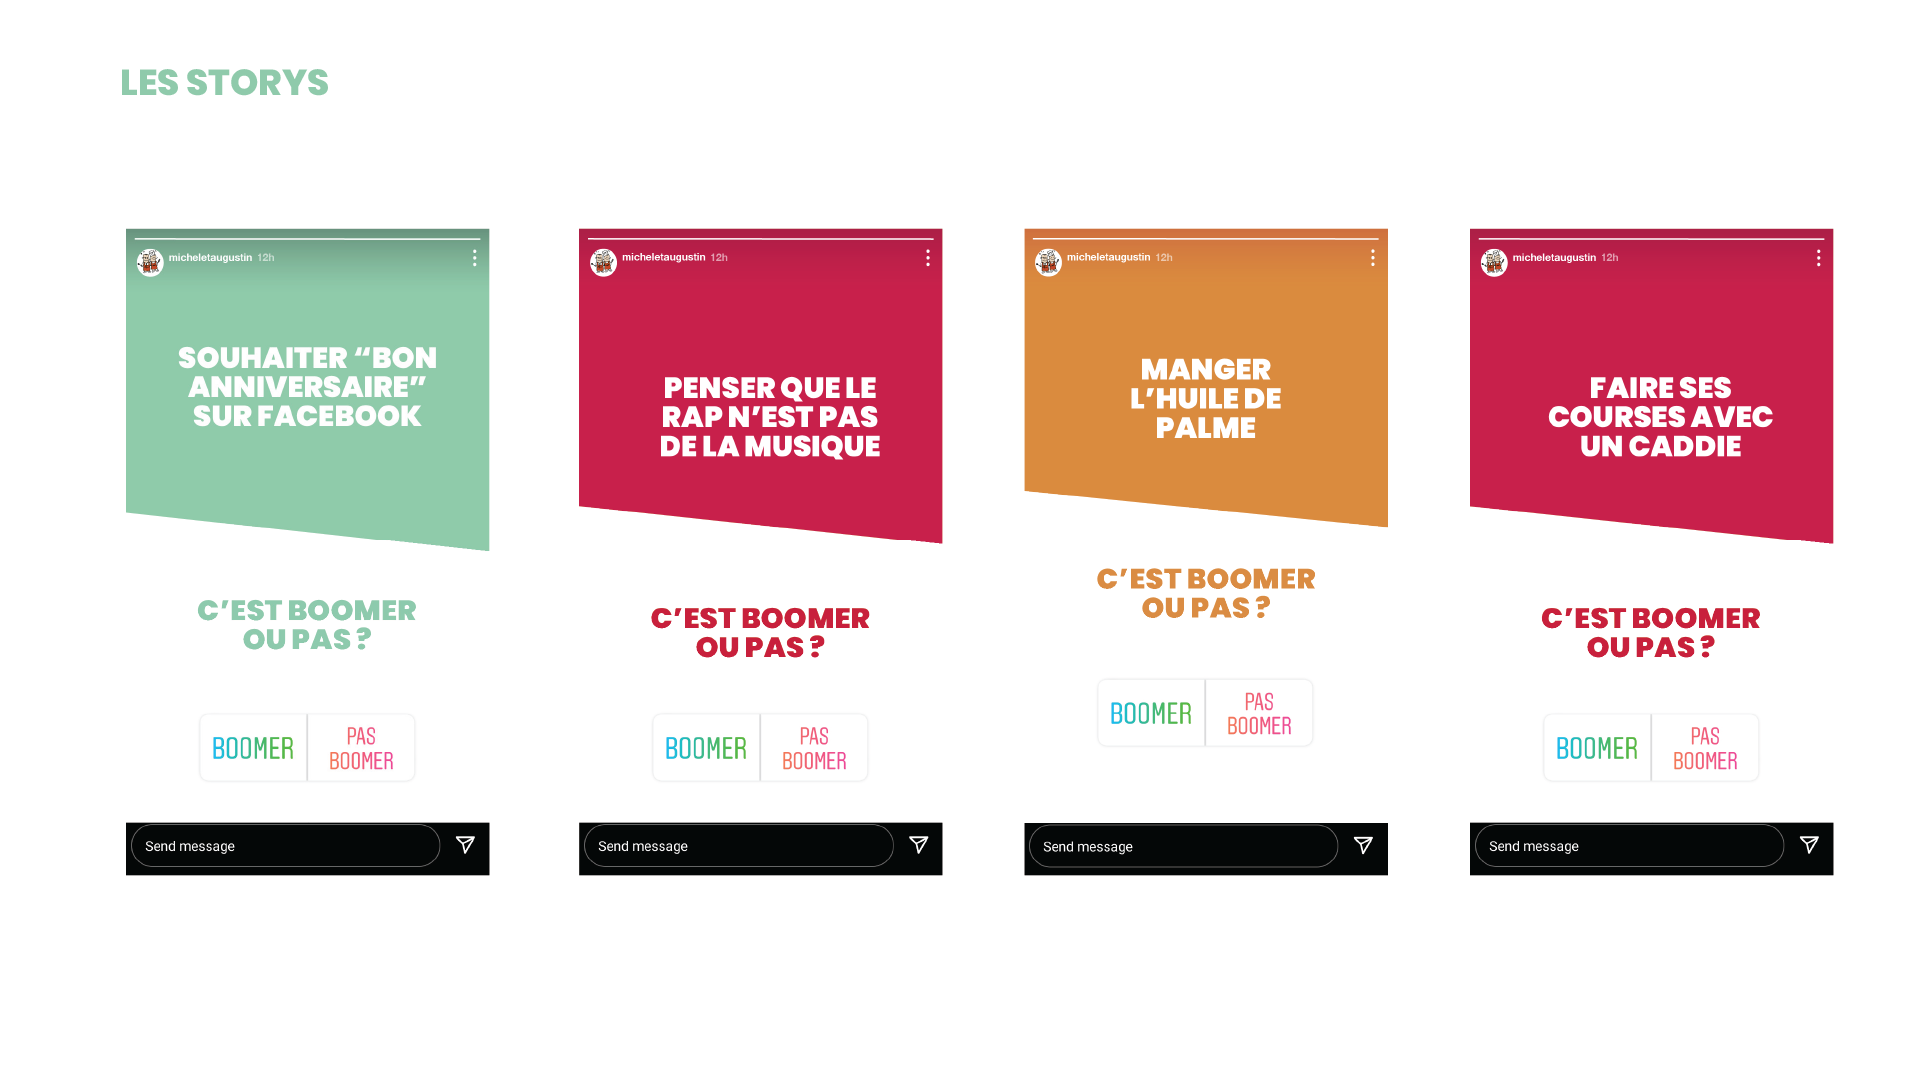 LES STORYS
micheletaugustin 12h
SOUHAITER “BON
ANNIVERSAIRE”
SUR FACEBOOK
C’EST BOOMER
OU PAS ?
BOOMER
PAS
BOOMER
Send message
micheletaugustin 12h
PENSER QUE LE
RAP N’EST PAS
DE LA MUSIQUE
C’EST BOOMER
OU PAS ?
BOOMER
PAS
BOOMER
Send message
micheletaugustin 12h
MANGER
L’HUILE DE
PALME
C’EST BOOMER
OU PAS ?
BOOMER
PAS
BOOMER
Send message
micheletaugustin 12h
FAIRE SES
COURSES AVEC
UN CADDIE
C’EST BOOMER
OU PAS ?
BOOMER
PAS
BOOMER
Send message